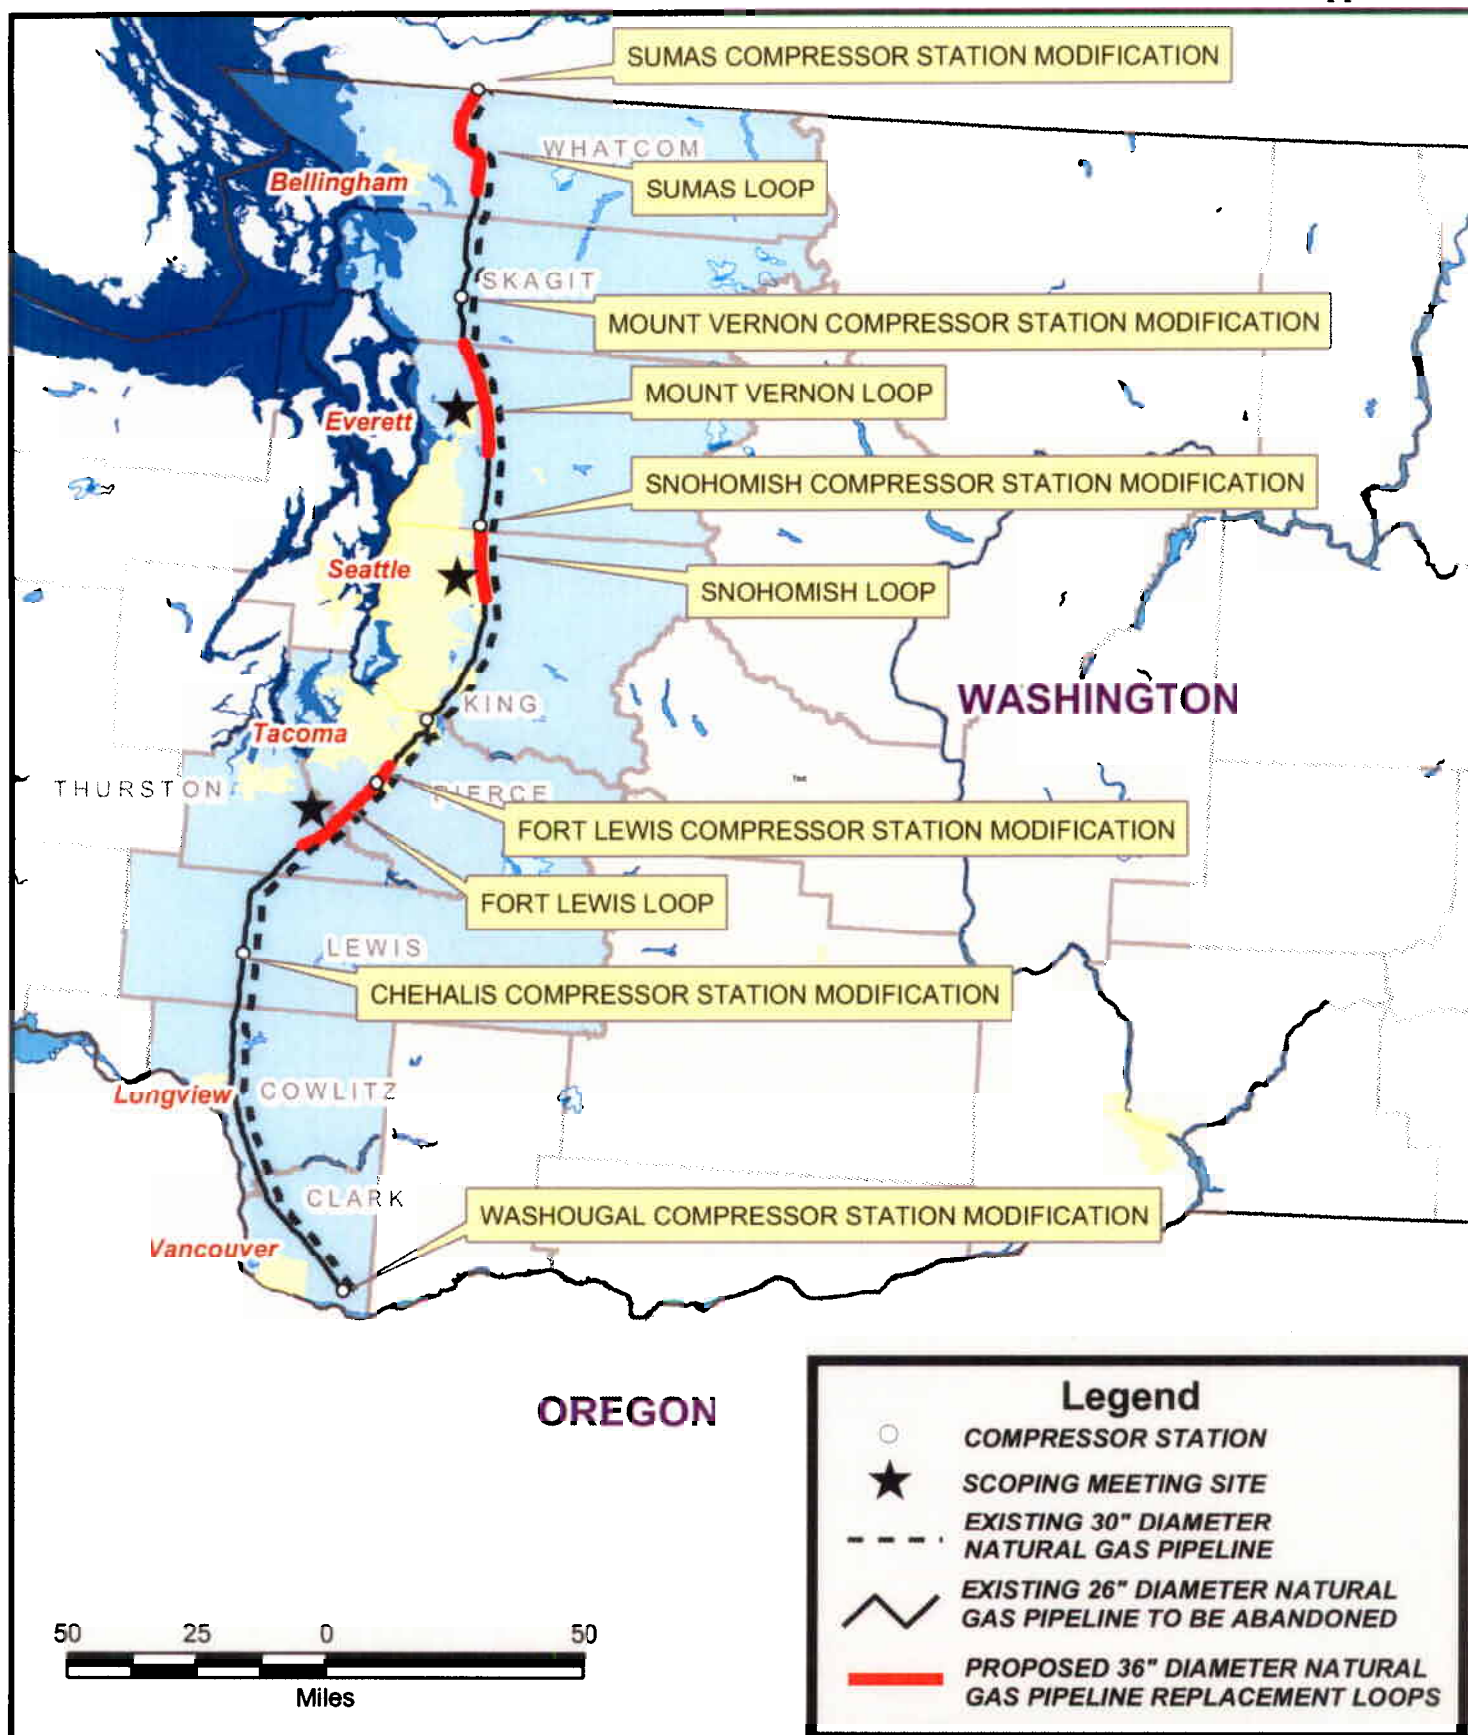 SUMAS COMPRESSOR STATION MODIFICATION
WHATCOM
Bellingham
SUMAS LOOP
SKAGIT
MOUNT VERNON COMPRESSOR STATION MODIFICATION
MOUNT VERNON LOOP
Everett
SNOHOMISH COMPRESSOR STATION MODIFICATION
Seattle
SNOHOMISH LOOP
WASHINGTON
KING
Tacoma
THURSTON
PIERCE
FORT LEWIS COMPRESSOR STATION MODIFICATION
FORT LEWIS LOOP
LEWIS
CHEHALIS COMPRESSOR STATION MODIFICATION
Longview
COWLITZ
CLARK
WASHOUGAL COMPRESSOR STATION MODIFICATION
Vancouver
OREGON
Legend
COMPRESSOR STATION
SCOPING MEETING SITE
EXISTING 30" DIAMETER
NATURAL GAS PIPELINE
EXISTING 26" DIAMETER NATURAL
GAS PIPELINE TO BE ABANDONED
PROPOSED 36" DIAMETER NATURAL
GAS PIPELINE REPLACEMENT LOOPS
50 25 0 50
Miles